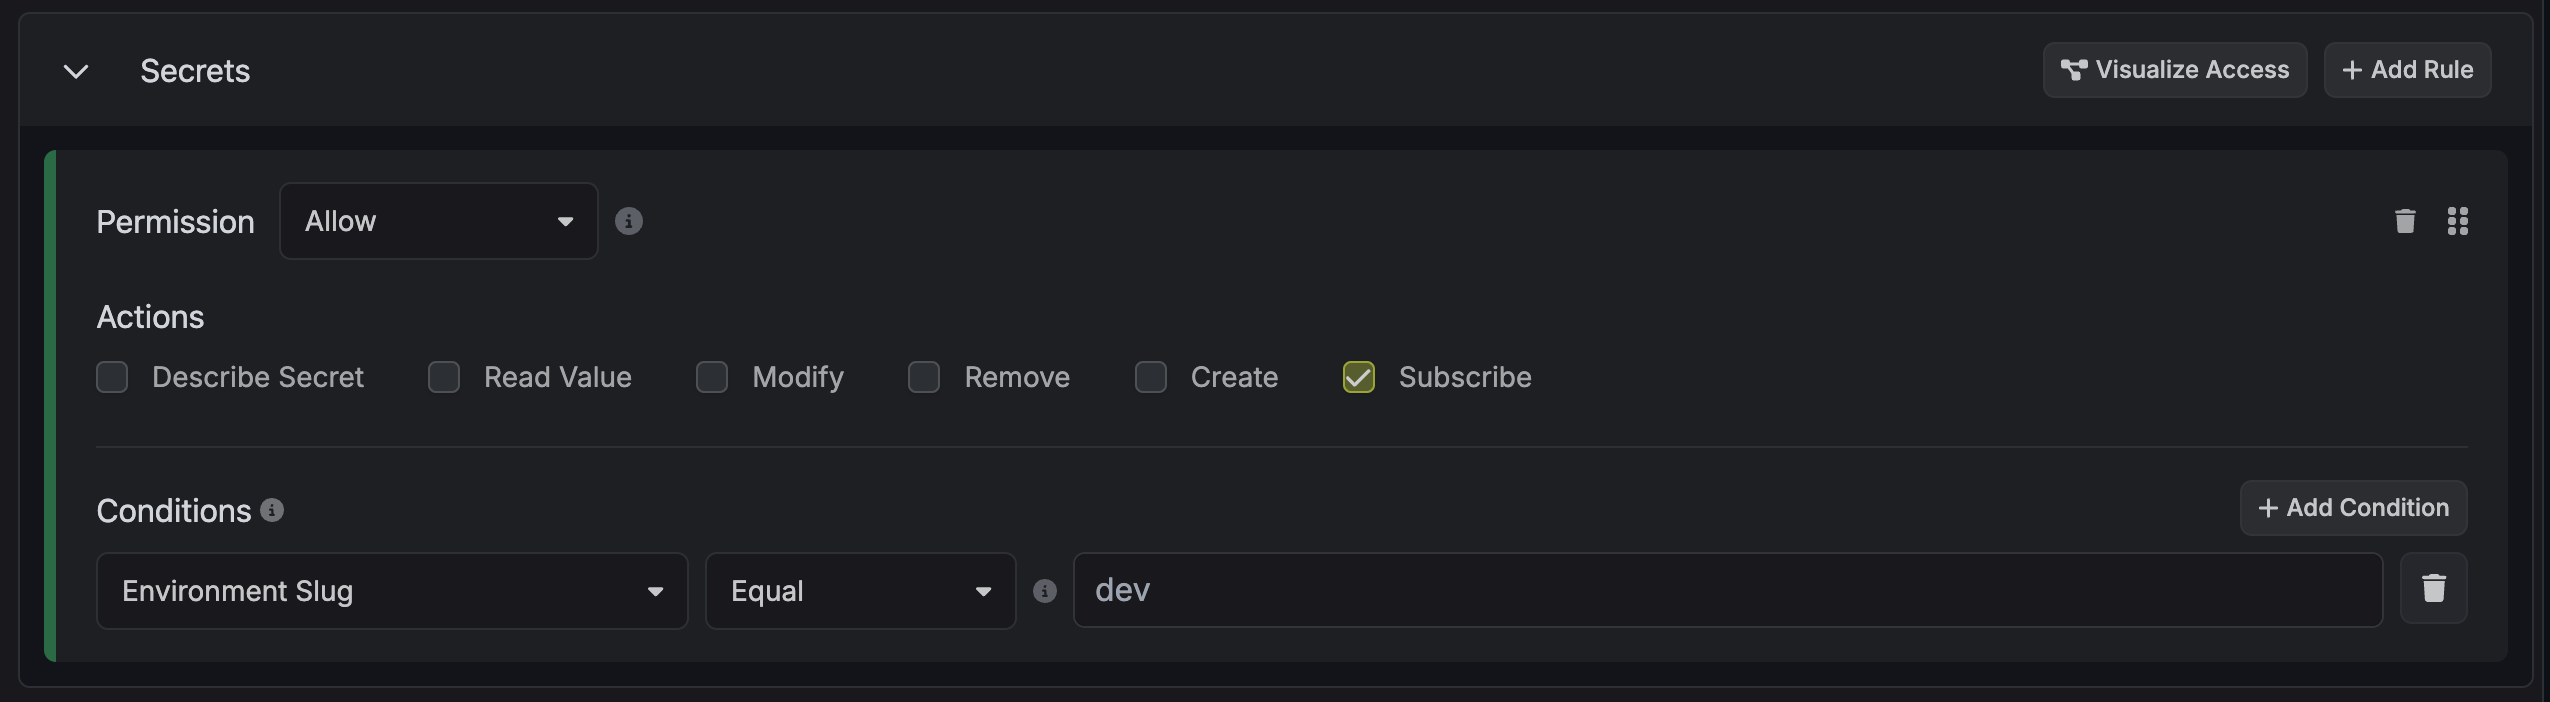 Secrets
Visualize Access
+ Add Rule
Permission
Allow
Actions
Describe Secret
Read Value
Modify
Remove
Create
Subscribe
Conditions
+ Add Condition
Environment Slug
Equal
dev